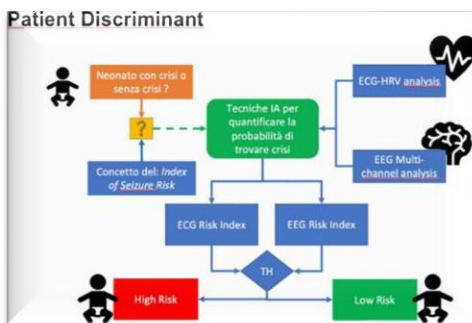 Patient Discriminant
Neonato con crisi o
senza crisi ?
?
Concetto del: Index
of Seizure Risk
Tecniche IA per
quantificare la
probabilità di
trovare crisi
ECG-HRV analysis
EEG Multi-
channel analysis
ECG Risk Index
EEG Risk Index
TH
High Risk
Low Risk